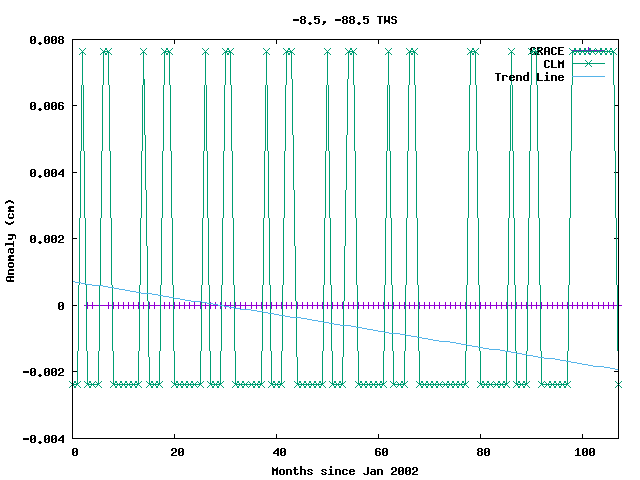 -8.5, -88.5 TWS
0.008
0.006
0.004
0.002
0
-0.002
-0.004
Anomaly (cm)
GRACE
CLM
Trend Line
0 20 40 60 80 100
Months since Jan 2002